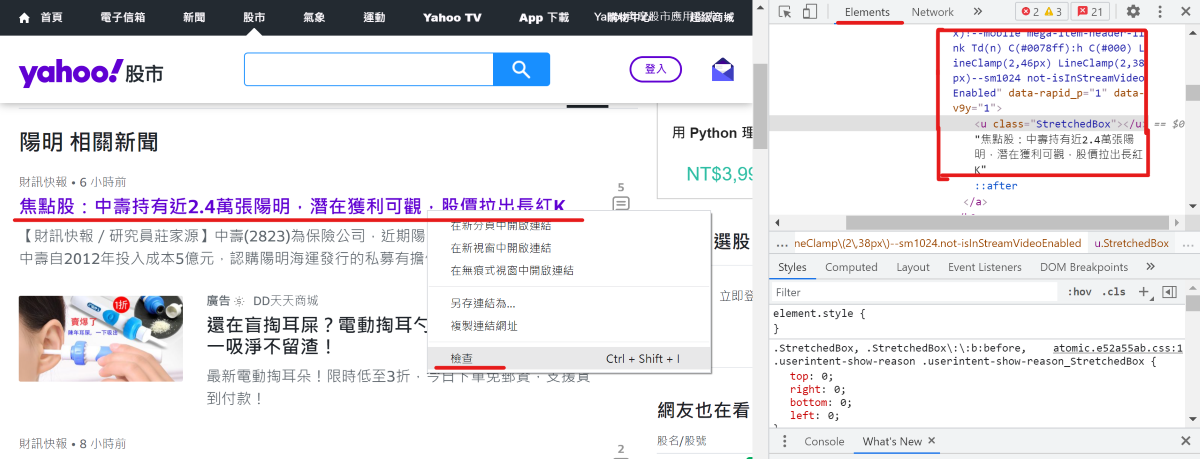 首頁 電子信箱 新聞 股市 氣象 運動 Yahoo TV App 下載 購物中心 超級商城
yahoo! 股市
登入
陽明 相關新聞
財訊快報 • 6 小時前
焦點股：中壽持有近2.4萬張陽明，潛在獲利可觀，股價拉出長紅K
5
【財訊快報／研究員莊家源】中壽(2823)為保險公司，近期陽
中壽自2012年投入成本5億元，認購陽明海運發行的私募有擔
在新分頁中開啟連結
在新視窗中開啟連結
在無痕式視窗中開啟連結
另存連結為...
複製連結網址
檢查 Ctrl + Shift + I
廣告 DD天天商城
還在盲掏耳屎？電動掏耳勺
一吸淨不留渣！
最新電動掏耳朵！限時低至3折，今日下單免郵費，支援貨
到付款！
賣爆了
1折
財訊快報 • 8 小時前
2
用 Python 理
NT$3,99
選股
立即登
網友也在看
股名/股號
Elements Network » 2 3 21
x)!--mobile mega-item-header-li
nk Td(n) C(#0078ff):h C(#000) L
ineClamp(2,46px) LineClamp(2,38
px)--sm1024 not-isInStreamVideo
Enabled" data-rapid_p="1" data-
v9y="1">
<u class="StretchedBox"></u> == $0
"焦點股：中壽持有近2.4萬張陽
明，潛在獲利可觀，股價拉出長紅
K"
::after
</a>
... neClamp\(2\,38px\)--sm1024.not-isInStreamVideoEnabled u.StretchedBox
Styles Computed Layout Event Listeners DOM Breakpoints »
Filter :hov .cls +
element.style {
}
.StretchedBox, .StretchedBox\:\:b:before, atomic.e52a55ab.css:1
.userintent-show-reason .userintent-show-reason_StretchedBox {
top: 0;
right: 0;
bottom: 0;
left: 0;
Console What's New ×